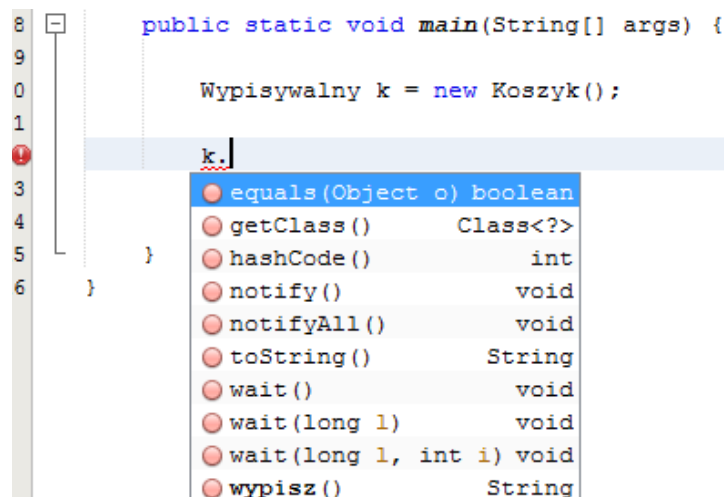 8 public static void main(String[] args) {
9
0 Wypisywalny k = new Koszyk();
1
k.
3 equals(Object o) boolean
4 getClass() Class<?>
5 } hashCode() int
6 } notify() void
notifyAll() void
toString() String
wait() void
wait(long l) void
wait(long l, int i) void
wypisz() String